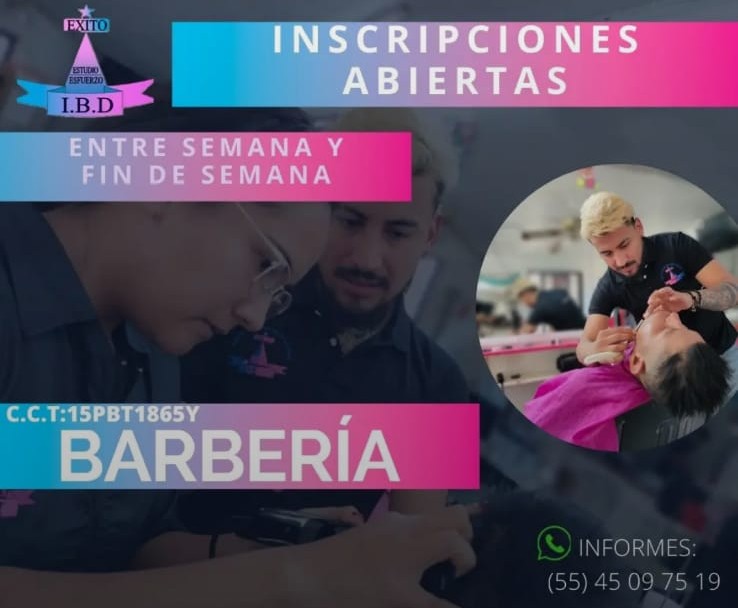 EXITO
ESTUDIO
ESFUERZO
I.B.D
INSCRIPCIONES
ABIERTAS
ENTRE SEMANA Y
FIN DE SEMANA
C.C.T:15PBT1865Y
BARBERÍA
INFORMES:
(55) 45 09 75 19